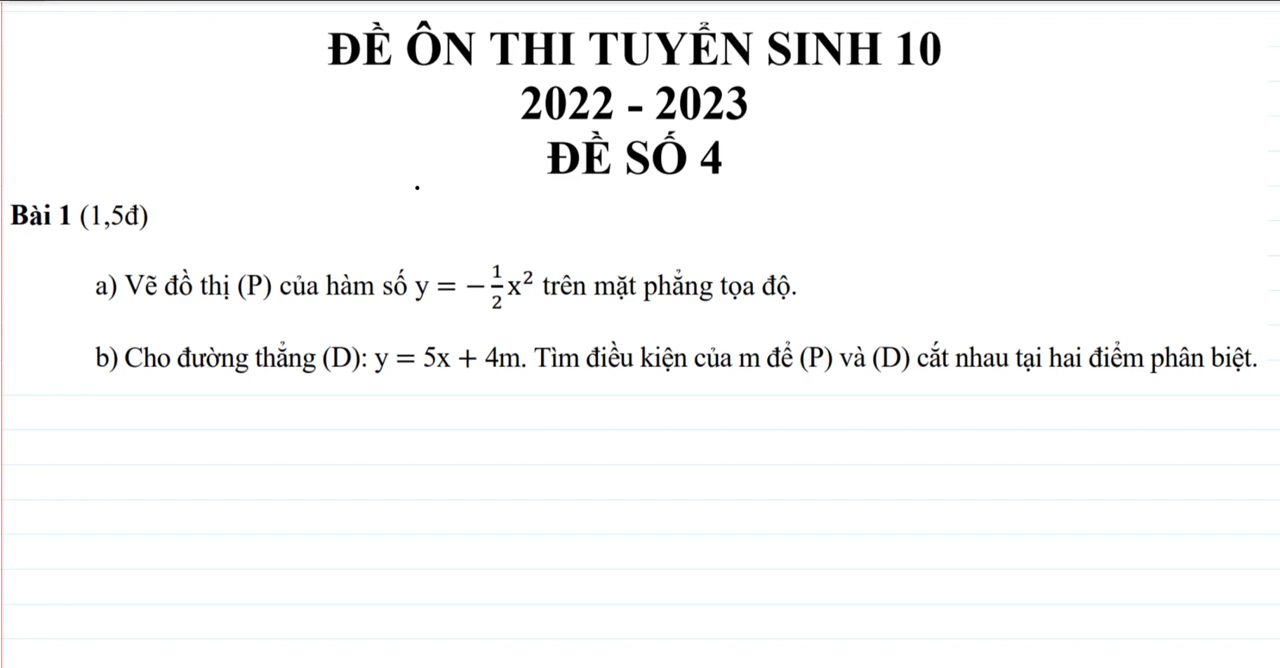 ĐỀ ÔN THI TUYỂN SINH 10
2022 - 2023
ĐỀ SỐ 4
Bài 1 (1,5đ)
a) Vẽ đồ thị (P) của hàm số y = −½x² trên mặt phẳng tọa độ.
b) Cho đường thẳng (D): y = 5x + 4m. Tìm điều kiện của m để (P) và (D) cắt nhau tại hai điểm phân biệt.